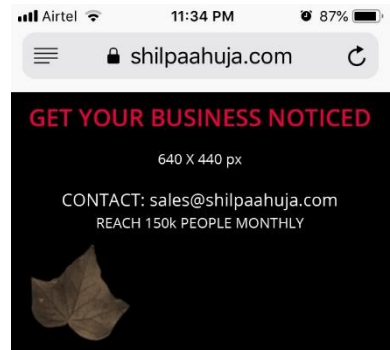 Airtel 11:34 PM 87%
shilpaahuja.com
GET YOUR BUSINESS NOTICED
640 X 440 px
CONTACT: sales@shilpaahuja.com
REACH 150k PEOPLE MONTHLY